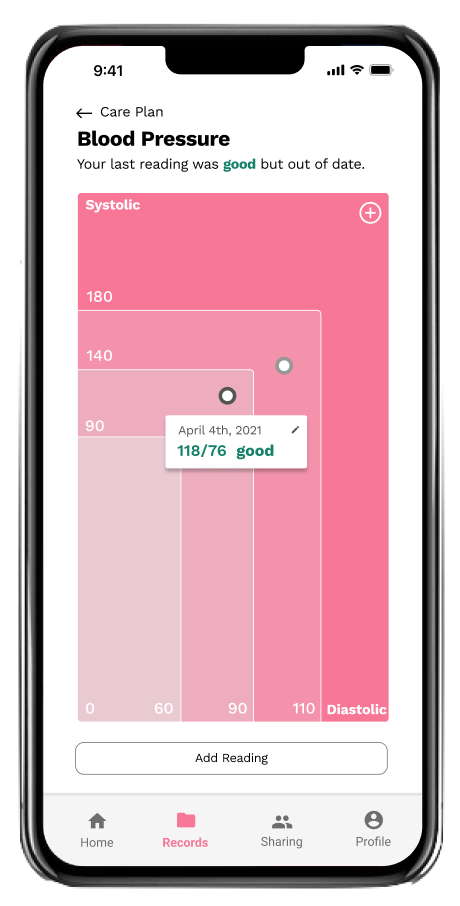 9:41
Care Plan
Blood Pressure
Your last reading was good but out of date.
Systolic
180
140
90
April 4th, 2021
118/76 good
0 60 90 110 Diastolic
Add Reading
Home Records Sharing Profile